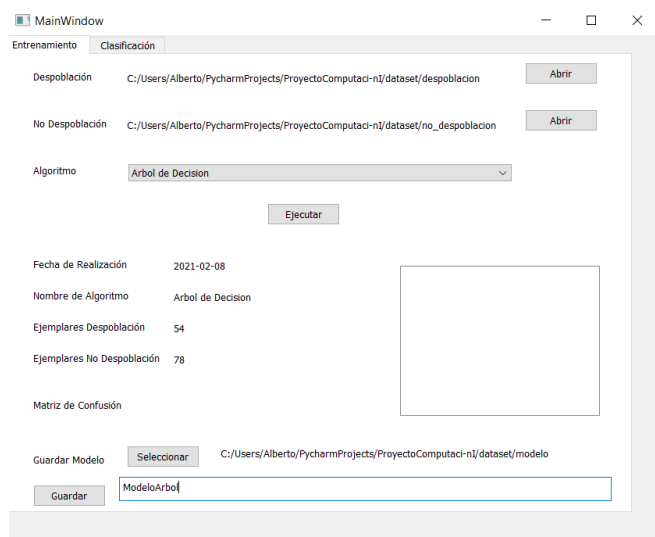 MainWindow
Entrenamiento Clasificación
Despoblación C:/Users/Alberto/PycharmProjects/ProyectoComputaci-nI/dataset/despoblacion Abrir
No Despoblación C:/Users/Alberto/PycharmProjects/ProyectoComputaci-nI/dataset/no_despoblacion Abrir
Algoritmo Arbol de Decision
Ejecutar
Fecha de Realización 2021-02-08
Nombre de Algoritmo Arbol de Decision
Ejemplares Despoblación 54
Ejemplares No Despoblación 78
Matriz de Confusión
Guardar Modelo Seleccionar C:/Users/Alberto/PycharmProjects/ProyectoComputaci-nI/dataset/modelo
Guardar ModeloArbol